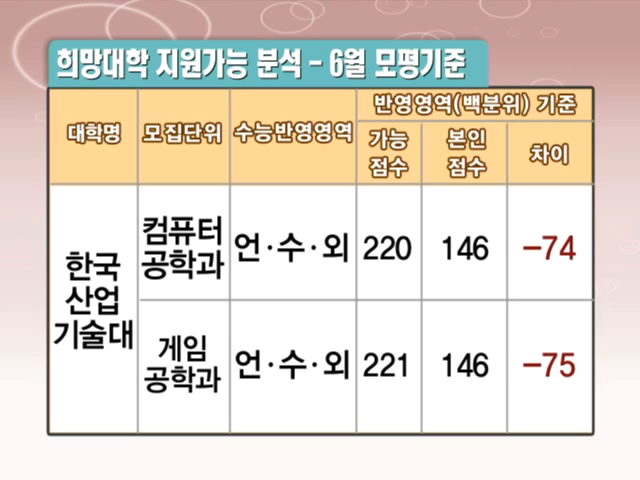 희망대학 지원가능 분석 - 6월 모평기준
대학명 모집단위 수능반영영역 반영영역(백분위) 기준
가능점수 본인점수 차이
한국산업기술대 컴퓨터공학과 언·수·외 220 146 -74
게임공학과 언·수·외 221 146 -75